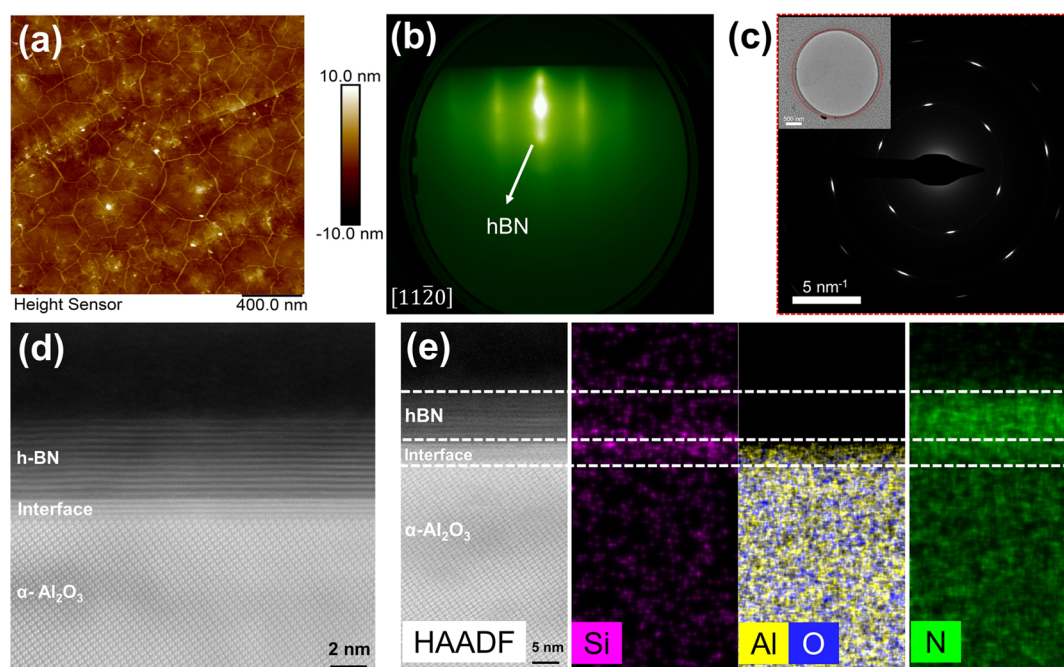 (a)
10.0 nm
-10.0 nm
Height Sensor
400.0 nm
(b)
hBN
[112̅0]
(c)
500 nm
5 nm⁻¹
(d)
h-BN
Interface
α- Al₂O₃
2 nm
(e)
hBN
Interface
α-Al₂O₃
HAADF
5 nm
Si
Al
O
N